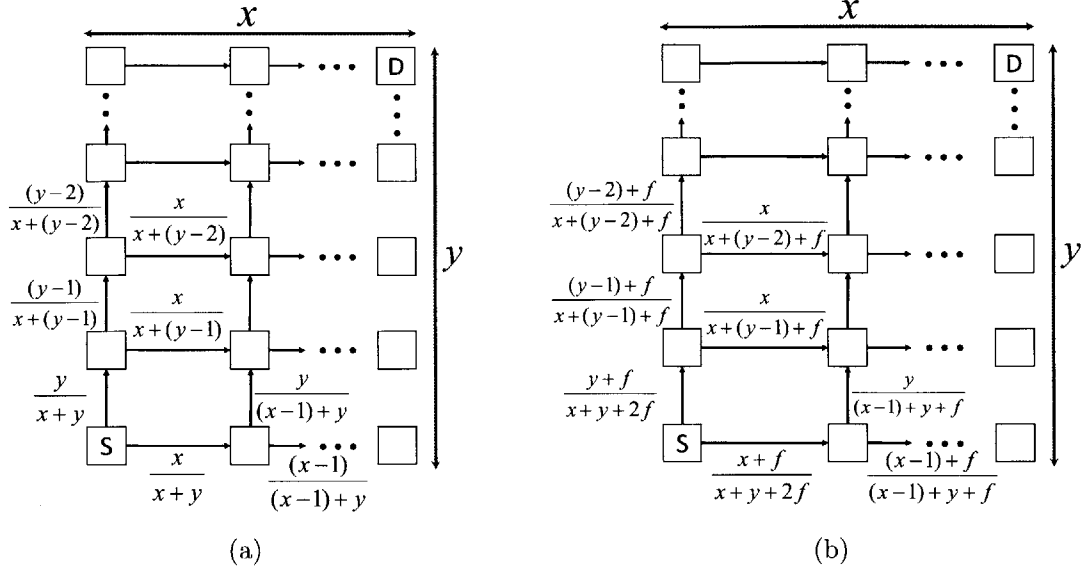 x
D
y
(y−2)
x+(y−2)
x
x+(y−2)
(y−1)
x+(y−1)
x
x+(y−1)
y
x+y
y
(x−1)+y
S
x
x+y
(x−1)
(x−1)+y
(a)
x
D
y
(y−2)+f
x+(y−2)+f
x
x+(y−2)+f
(y−1)+f
x+(y−1)+f
x
x+(y−1)+f
y+f
x+y+2f
y
(x−1)+y+f
S
x+f
x+y+2f
(x−1)+f
(x−1)+y+f
(b)